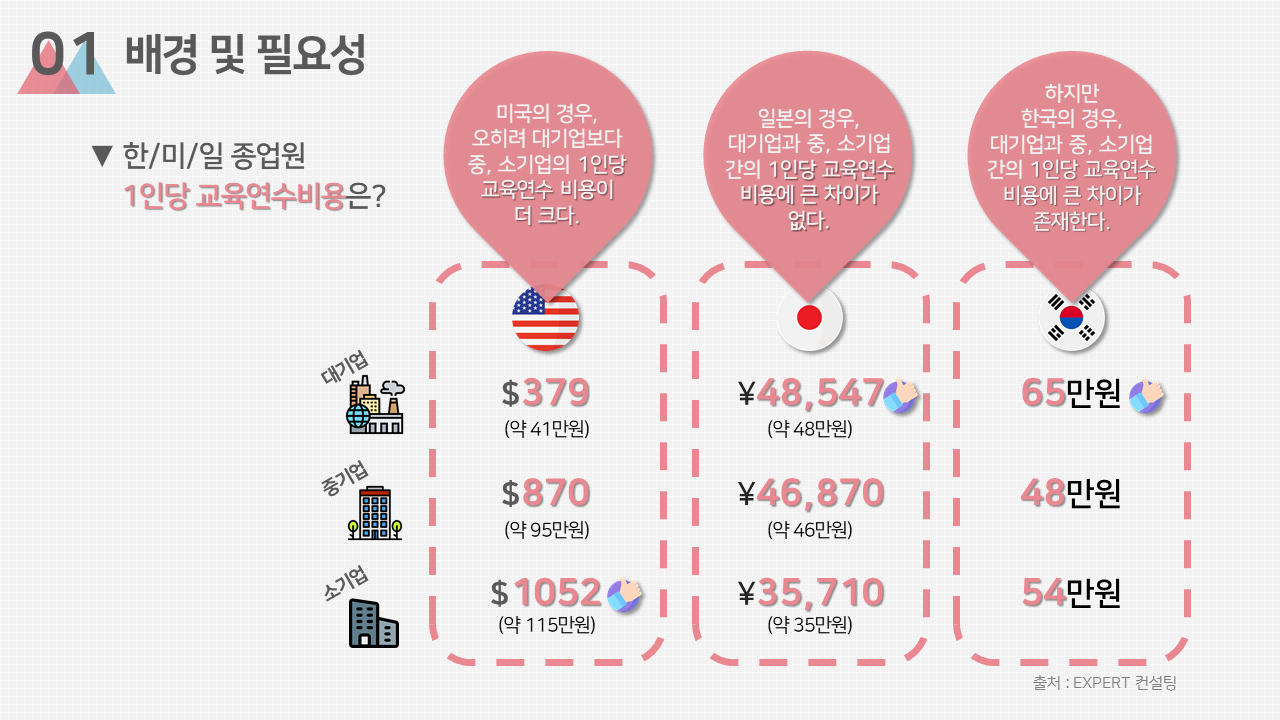 01 배경 및 필요성
▼ 한/미/일 종업원
1인당 교육연수비용은?
미국의 경우,
오히려 대기업보다
중, 소기업의 1인당
교육연수 비용이
더 크다.
일본의 경우,
대기업과 중, 소기업
간의 1인당 교육연수
비용에 큰 차이가
없다.
하지만
한국의 경우,
대기업과 중, 소기업
간의 1인당 교육연수
비용에 큰 차이가
존재한다.
대기업
$379
(약 41만원)
¥48,547
(약 48만원)
65만원
중기업
$870
(약 95만원)
¥46,870
(약 46만원)
48만원
소기업
$1052
(약 115만원)
¥35,710
(약 35만원)
54만원
출처 : EXPERT 컨설팅